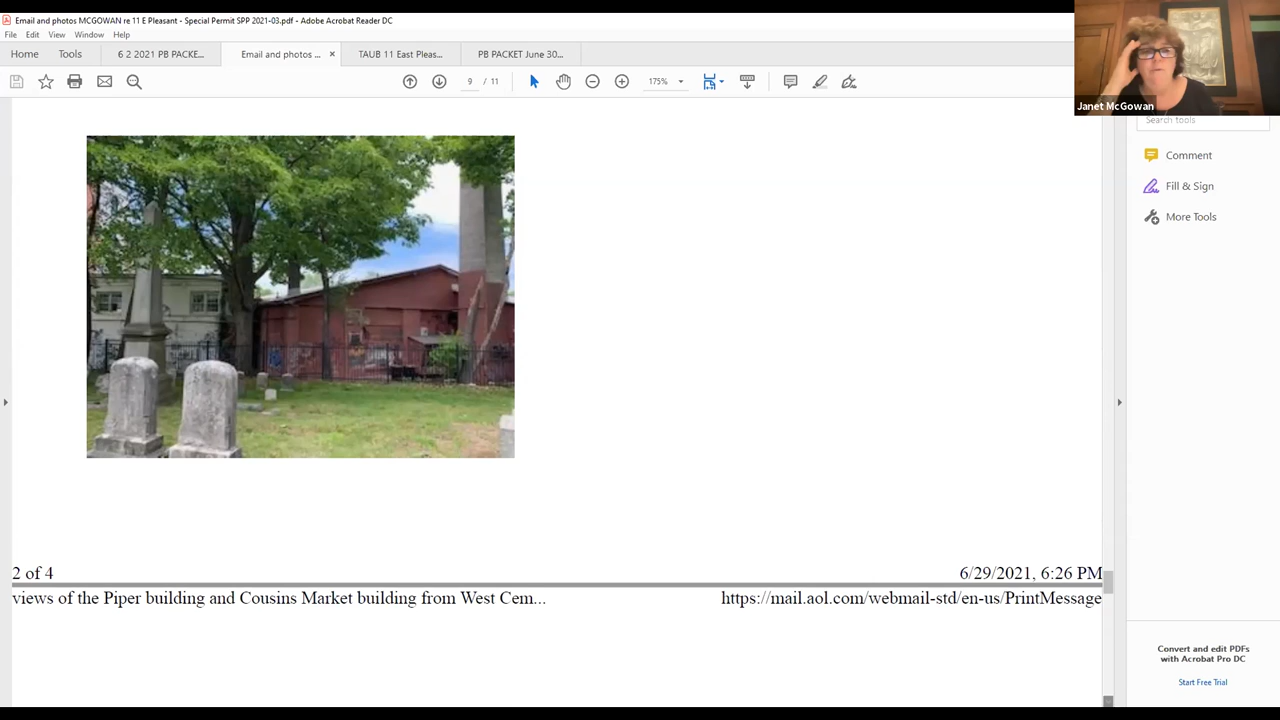 Email and photos MCGOWAN re 11 E Pleasant - Special Permit SPP 2021-03.pdf - Adobe Acrobat Reader DC
File Edit View Window Help
Home Tools 6 2 2021 PB PACKE... Email and photos ... × TAUB 11 East Pleas... PB PACKET June 30...
9 / 11 175%
Janet McGowan
Search tools
Comment
Fill & Sign
More Tools
2 of 4 6/29/2021, 6:26 PM
views of the Piper building and Cousins Market building from West Cem... https://mail.aol.com/webmail-std/en-us/PrintMessage
Convert and edit PDFs
with Acrobat Pro DC
Start Free Trial